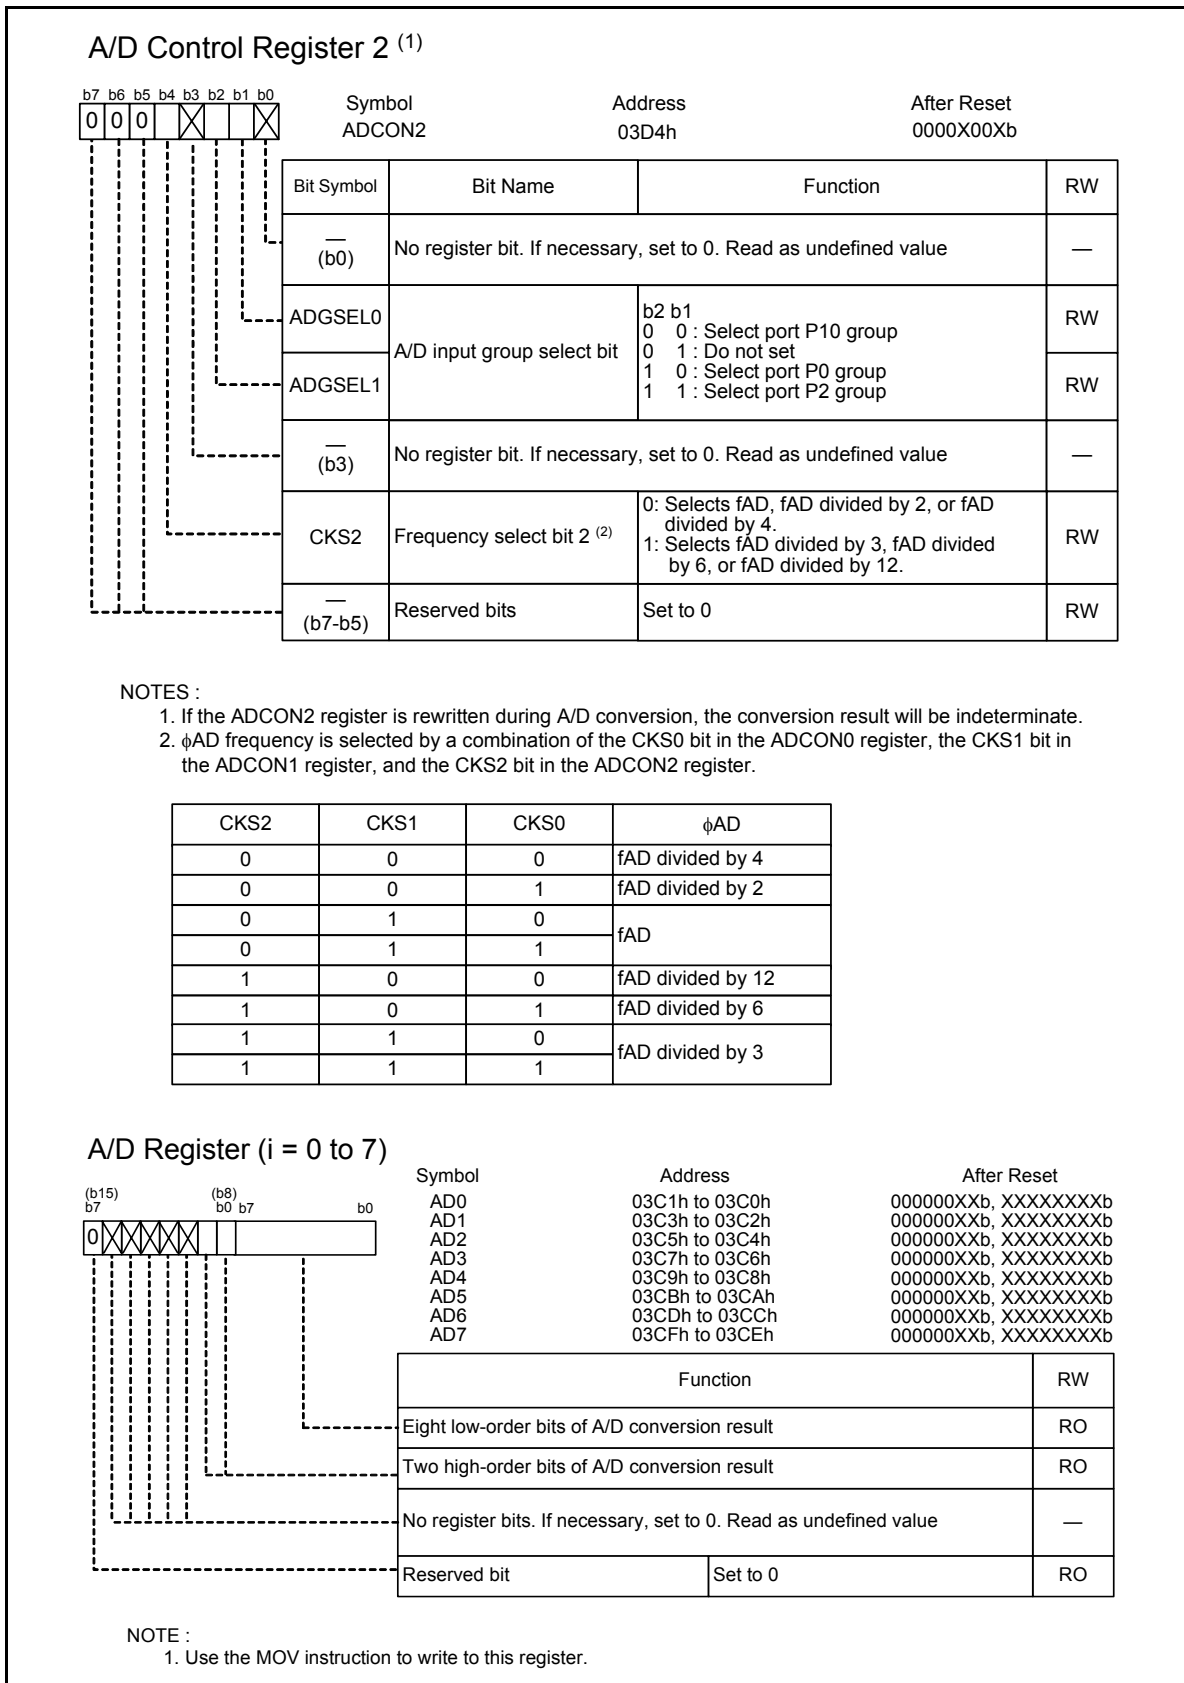 A/D Control Register 2 (1)
b7 b6 b5 b4 b3 b2 b1 b0
Symbol Address After Reset
0 0 0
ADCON2 03D4h 0000X00Xb
Bit Symbol Bit Name Function RW
— (b0) No register bit. If necessary, set to 0. Read as undefined value —
ADGSEL0 RW
ADGSEL1 RW
A/D input group select bit
b2 b1
0 0 : Select port P10 group
0 1 : Do not set
1 0 : Select port P0 group
1 1 : Select port P2 group
— (b3) No register bit. If necessary, set to 0. Read as undefined value —
CKS2 Frequency select bit 2 (2)
0: Selects fAD, fAD divided by 2, or fAD
divided by 4.
1: Selects fAD divided by 3, fAD divided
by 6, or fAD divided by 12.
RW
— (b7-b5) Reserved bits Set to 0 RW
NOTES :
1. If the ADCON2 register is rewritten during A/D conversion, the conversion result will be indeterminate.
2. ϕAD frequency is selected by a combination of the CKS0 bit in the ADCON0 register, the CKS1 bit in
the ADCON1 register, and the CKS2 bit in the ADCON2 register.
CKS2 CKS1 CKS0 ϕAD
0 0 0 fAD divided by 4
0 0 1 fAD divided by 2
0 1 0
fAD
0 1 1
1 0 0 fAD divided by 12
1 0 1 fAD divided by 6
1 1 0
fAD divided by 3
1 1 1
A/D Register (i = 0 to 7)
Symbol Address After Reset
(b15) (b8)
b7 b0 b7 b0
0
AD0 03C1h to 03C0h 000000XXb, XXXXXXXXb
AD1 03C3h to 03C2h 000000XXb, XXXXXXXXb
AD2 03C5h to 03C4h 000000XXb, XXXXXXXXb
AD3 03C7h to 03C6h 000000XXb, XXXXXXXXb
AD4 03C9h to 03C8h 000000XXb, XXXXXXXXb
AD5 03CBh to 03CAh 000000XXb, XXXXXXXXb
AD6 03CDh to 03CCh 000000XXb, XXXXXXXXb
AD7 03CFh to 03CEh 000000XXb, XXXXXXXXb
Function RW
Eight low-order bits of A/D conversion result RO
Two high-order bits of A/D conversion result RO
No register bits. If necessary, set to 0. Read as undefined value —
Reserved bit Set to 0 RO
NOTE :
1. Use the MOV instruction to write to this register.